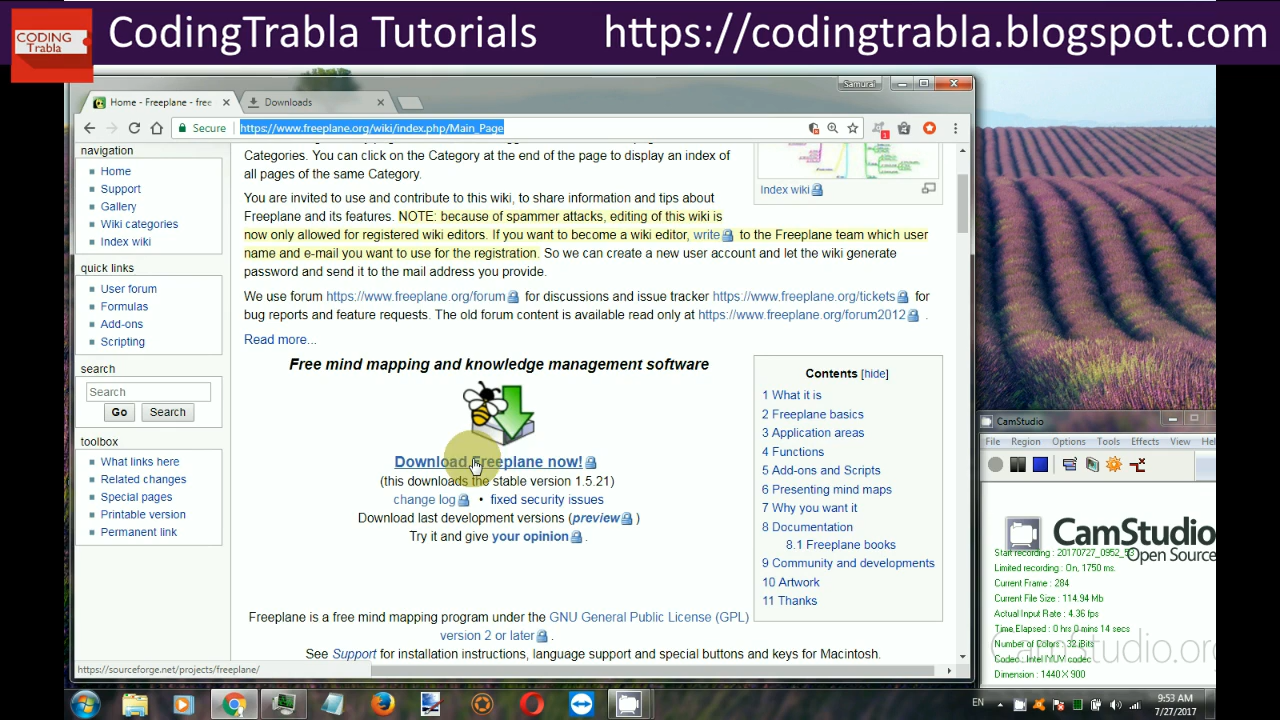 CODING
Trabla
CodingTrabla Tutorials
https://codingtrabla.blogspot.com
Samurai
Home - Freeplane - free
Downloads
Secure
https://www.freeplane.org/wiki/index.php/Main_Page
1
navigation
Home
Support
Gallery
Wiki categories
Index wiki
quick links
User forum
Formulas
Add-ons
Scripting
search
Search
Go
Search
toolbox
What links here
Related changes
Special pages
Printable version
Permanent link
Categories. You can click on the Category at the end of the page to display an index
of all pages of the same Category.
Index wiki
You are invited to use and contribute to this wiki, to share information and tips about
Freeplane and its features. NOTE: because of spammer attacks, editing of this wiki is
now only allowed for registered wiki editors. If you want to become a wiki editor, write to the Freeplane team which user
name and e-mail you want to use for the registration. So we can create a new user account and let the wiki generate
password and send it to the mail address you provide.
We use forum https://www.freeplane.org/forum for discussions and issue tracker https://www.freeplane.org/tickets for
bug reports and feature requests. The old forum content is available read only at https://www.freeplane.org/forum2012 .
Read more...
Free mind mapping and knowledge management software
Download Freeplane now!
(this downloads the stable version 1.5.21)
change log • fixed security issues
Download last development versions (preview )
Try it and give your opinion .
Contents [hide]
1 What it is
2 Freeplane basics
3 Application areas
4 Functions
5 Add-ons and Scripts
6 Presenting mind maps
7 Why you want it
8 Documentation
8.1 Freeplane books
9 Community and developments
10 Artwork
11 Thanks
Freeplane is a free mind mapping program under the GNU General Public License (GPL)
version 2 or later .
See Support for installation instructions, language support and special buttons and keys for Macintosh.
https://sourceforge.net/projects/freeplane/
CamStudio
File Region Options Tools Effects View He
CamStudio
Open Source
Start recording : 20170727_0952_53
Limited recording : On, 1750 ms.
Current Frame : 284
Current File Size : 114.94 Mb
Actual Input Rate : 4.36 fps
Time Elapsed : 0 hrs 0 mins 14 secs
Number of Colors : 32 Bits
Codec : Intel IYUV codec
Dimension : 1440 X 900
CamStudio.org
EN
9:53 AM
7/27/2017